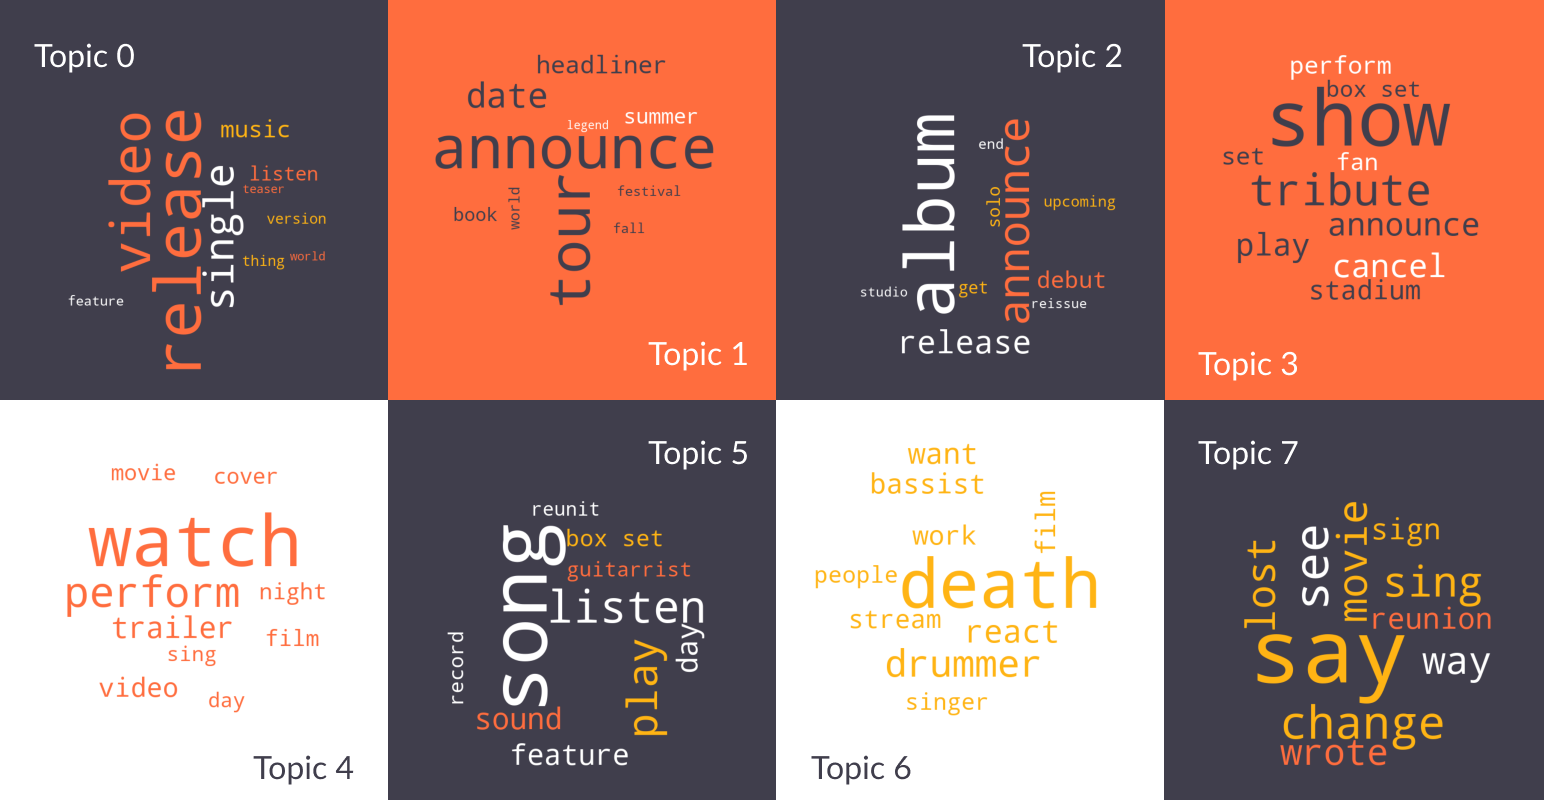 Topic 0
music
video
release
single
listen
teaser
version
thing
world
feature
headliner
date
summer
legend
announce
tour
festival
book
world
fall
Topic 1
Topic 2
album
end
announce
solo
upcoming
debut
get
studio
reissue
release
perform
box set
show
set
fan
tribute
announce
play
cancel
stadium
Topic 3
movie
cover
watch
perform
night
trailer
film
sing
video
day
Topic 4
Topic 5
reunit
song
box set
guitarrist
listen
day
record
play
sound
feature
want
bassist
film
work
people
death
stream
react
drummer
singer
Topic 6
Topic 7
movie
sign
see
lost
sing
reunion
say
way
change
wrote